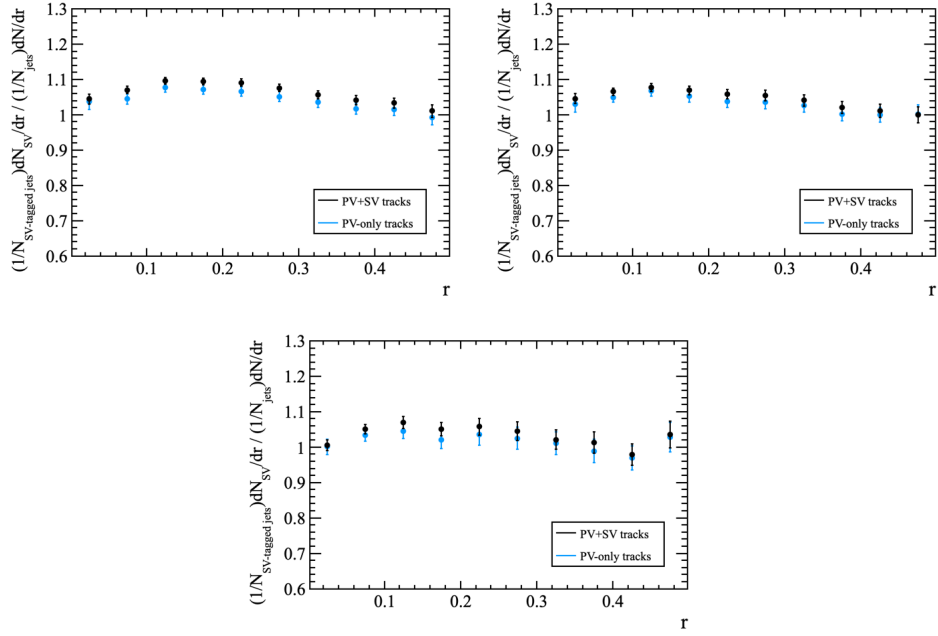 (1/N_SV-tagged jets)dN_SV/dr / (1/N_jets)dN/dr
1.3
1.2
1.1
1
0.9
0.8
0.7
0.6
PV+SV tracks
PV-only tracks
0.1 0.2 0.3 0.4
r
(1/N_SV-tagged jets)dN_SV/dr / (1/N_jets)dN/dr
1.3
1.2
1.1
1
0.9
0.8
0.7
0.6
PV+SV tracks
PV-only tracks
0.1 0.2 0.3 0.4
r
(1/N_SV-tagged jets)dN_SV/dr / (1/N_jets)dN/dr
1.3
1.2
1.1
1
0.9
0.8
0.7
0.6
PV+SV tracks
PV-only tracks
0.1 0.2 0.3 0.4
r